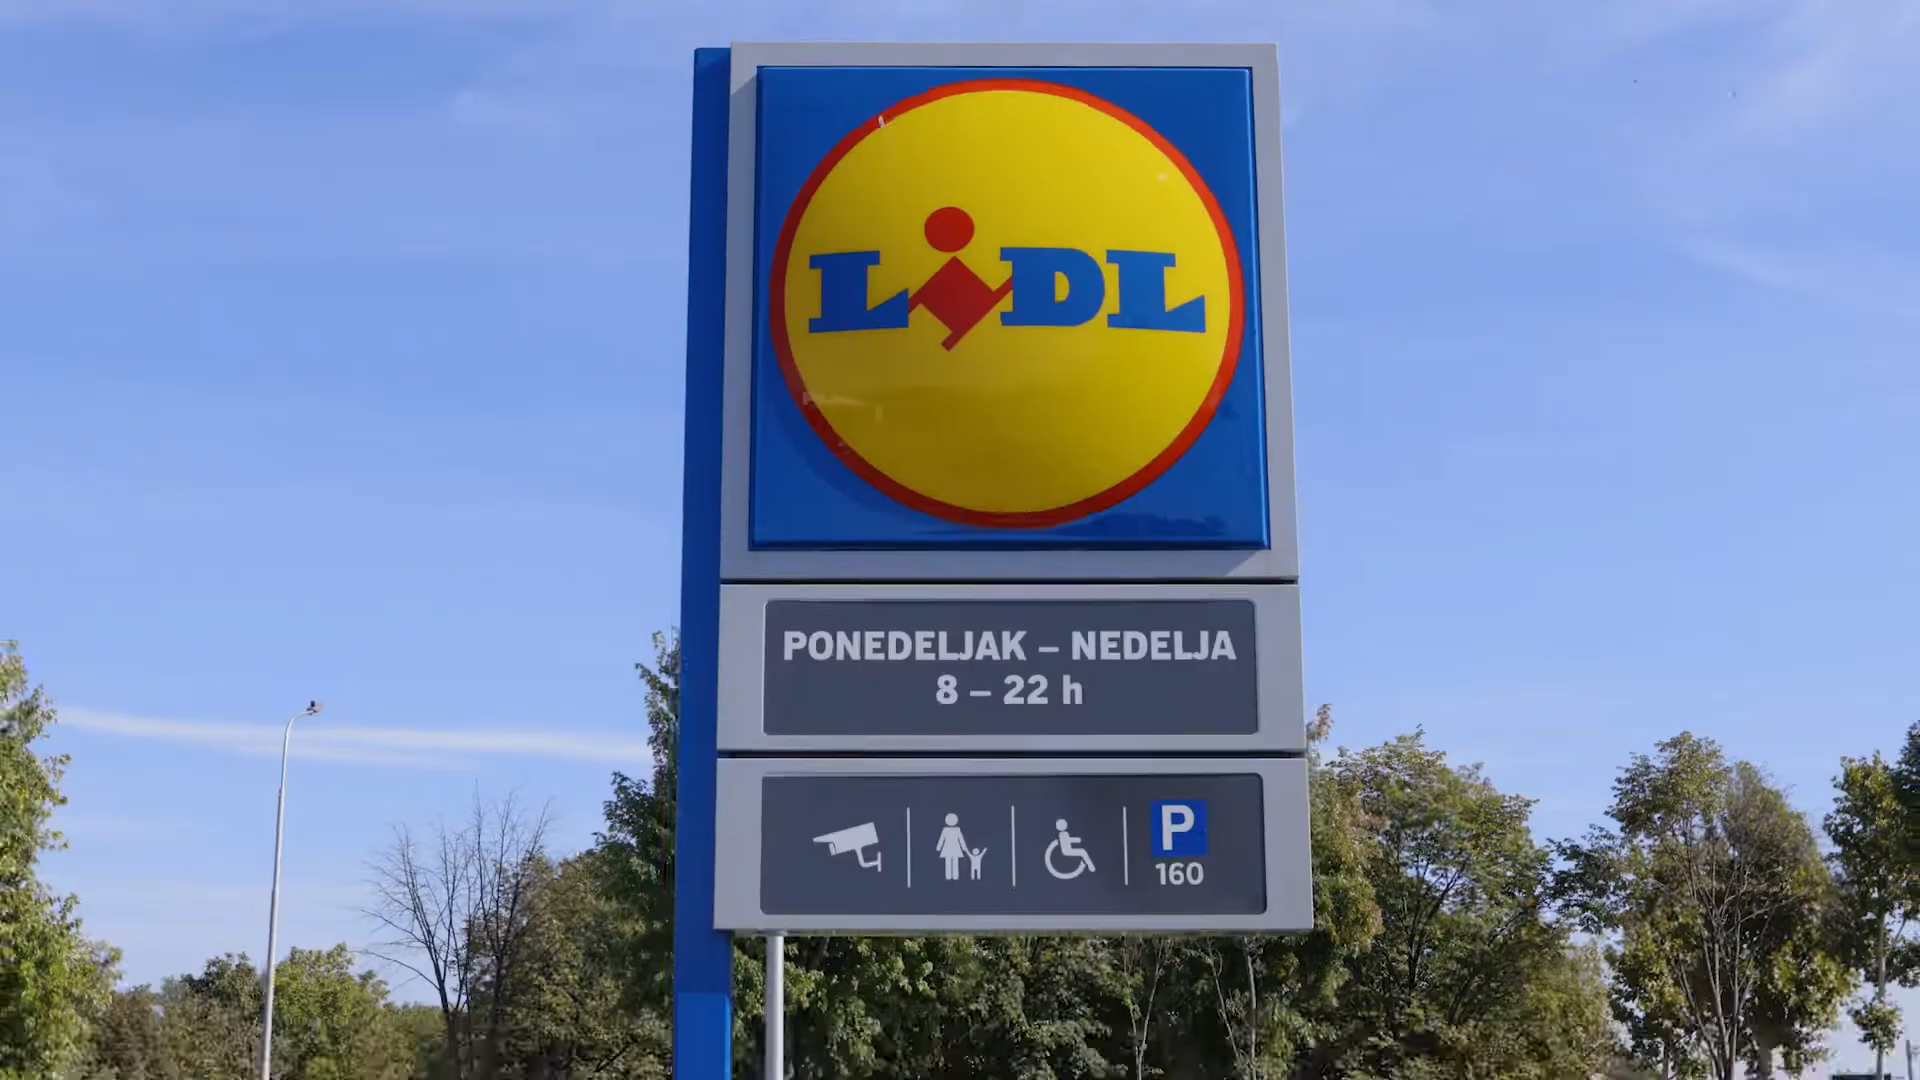 LiDL
PONEDELJAK – NEDELJA
8 – 22 h
P
160